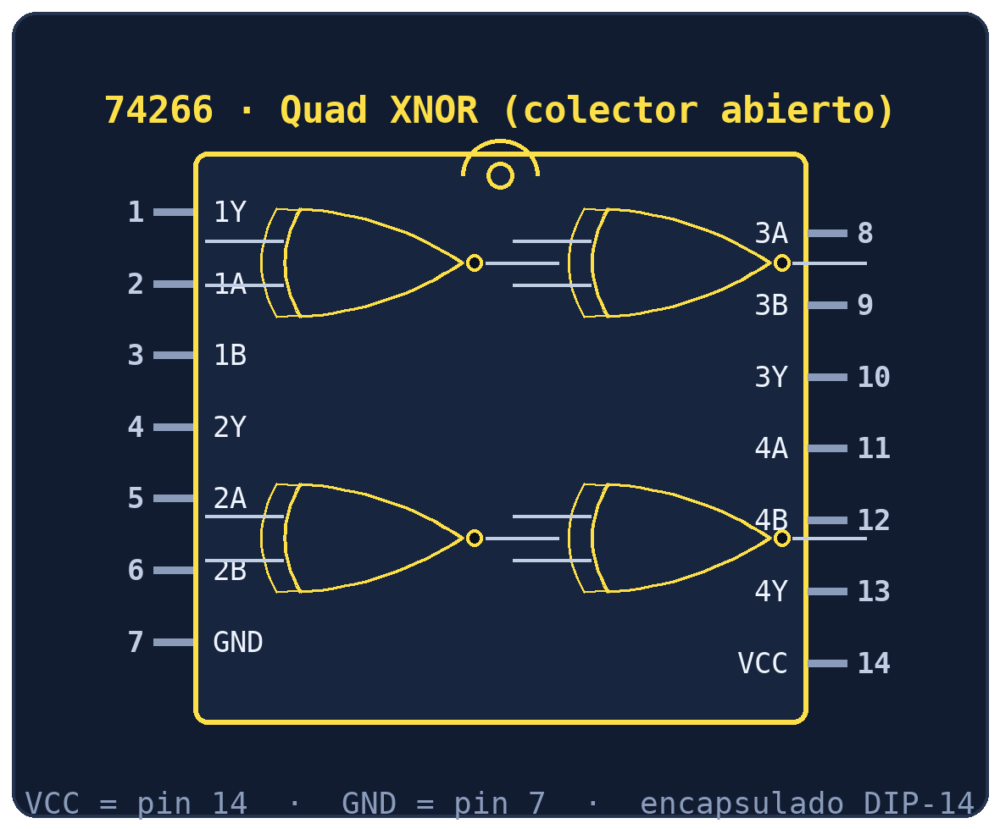 74266 · Quad XNOR (colector abierto)
1 1Y
3A 8
2 1A
3B 9
3 1B
3Y 10
4 2Y
4A 11
5 2A
4B 12
6 2B
4Y 13
7 GND
VCC 14
VCC = pin 14 · GND = pin 7 · encapsulado DIP-14